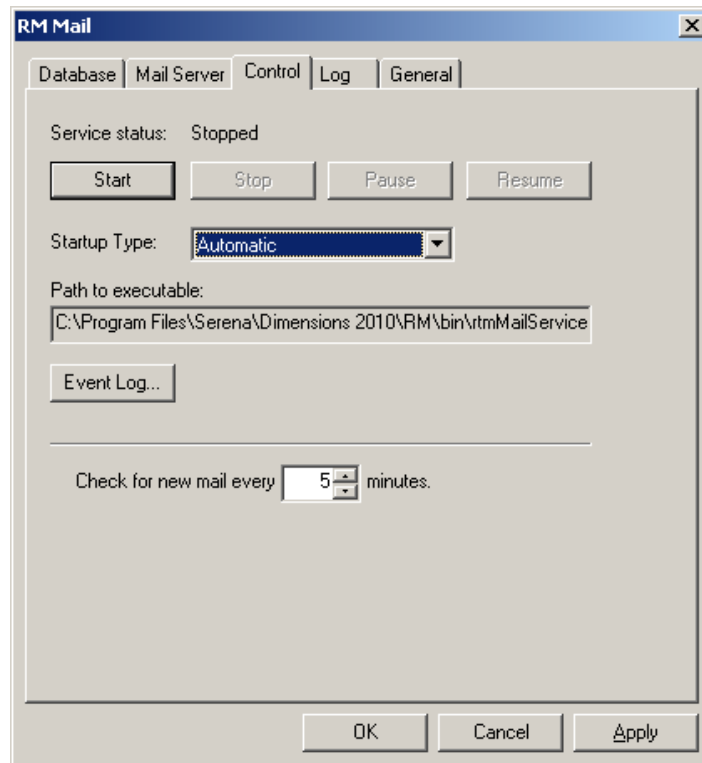 RM Mail
Database Mail Server Control Log General
Service status: Stopped
Start Stop Pause Resume
Startup Type: Automatic
Path to executable:
C:\Program Files\Serena\Dimensions 2010\RM\bin\rtmMailService
Event Log...
Check for new mail every 5 minutes.
OK Cancel Apply